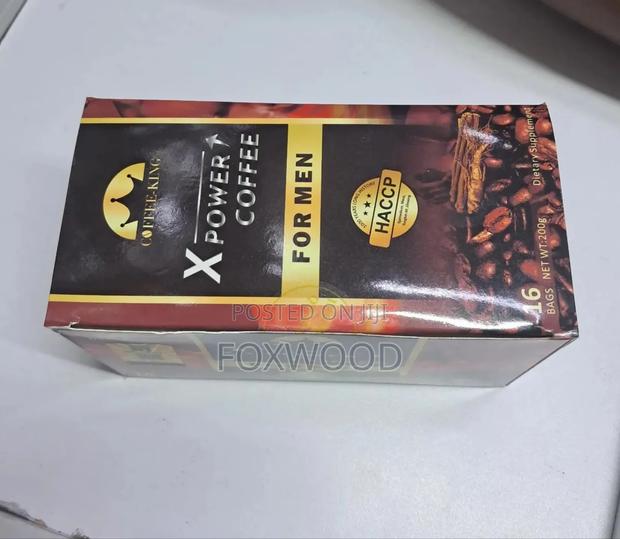 COFFEE-KING
X POWER
COFFEE
FOR MEN
HACCP
Dietary Supplement
16
BAGS NET WT:200g
POSTED ON JIJI
FOXWOOD